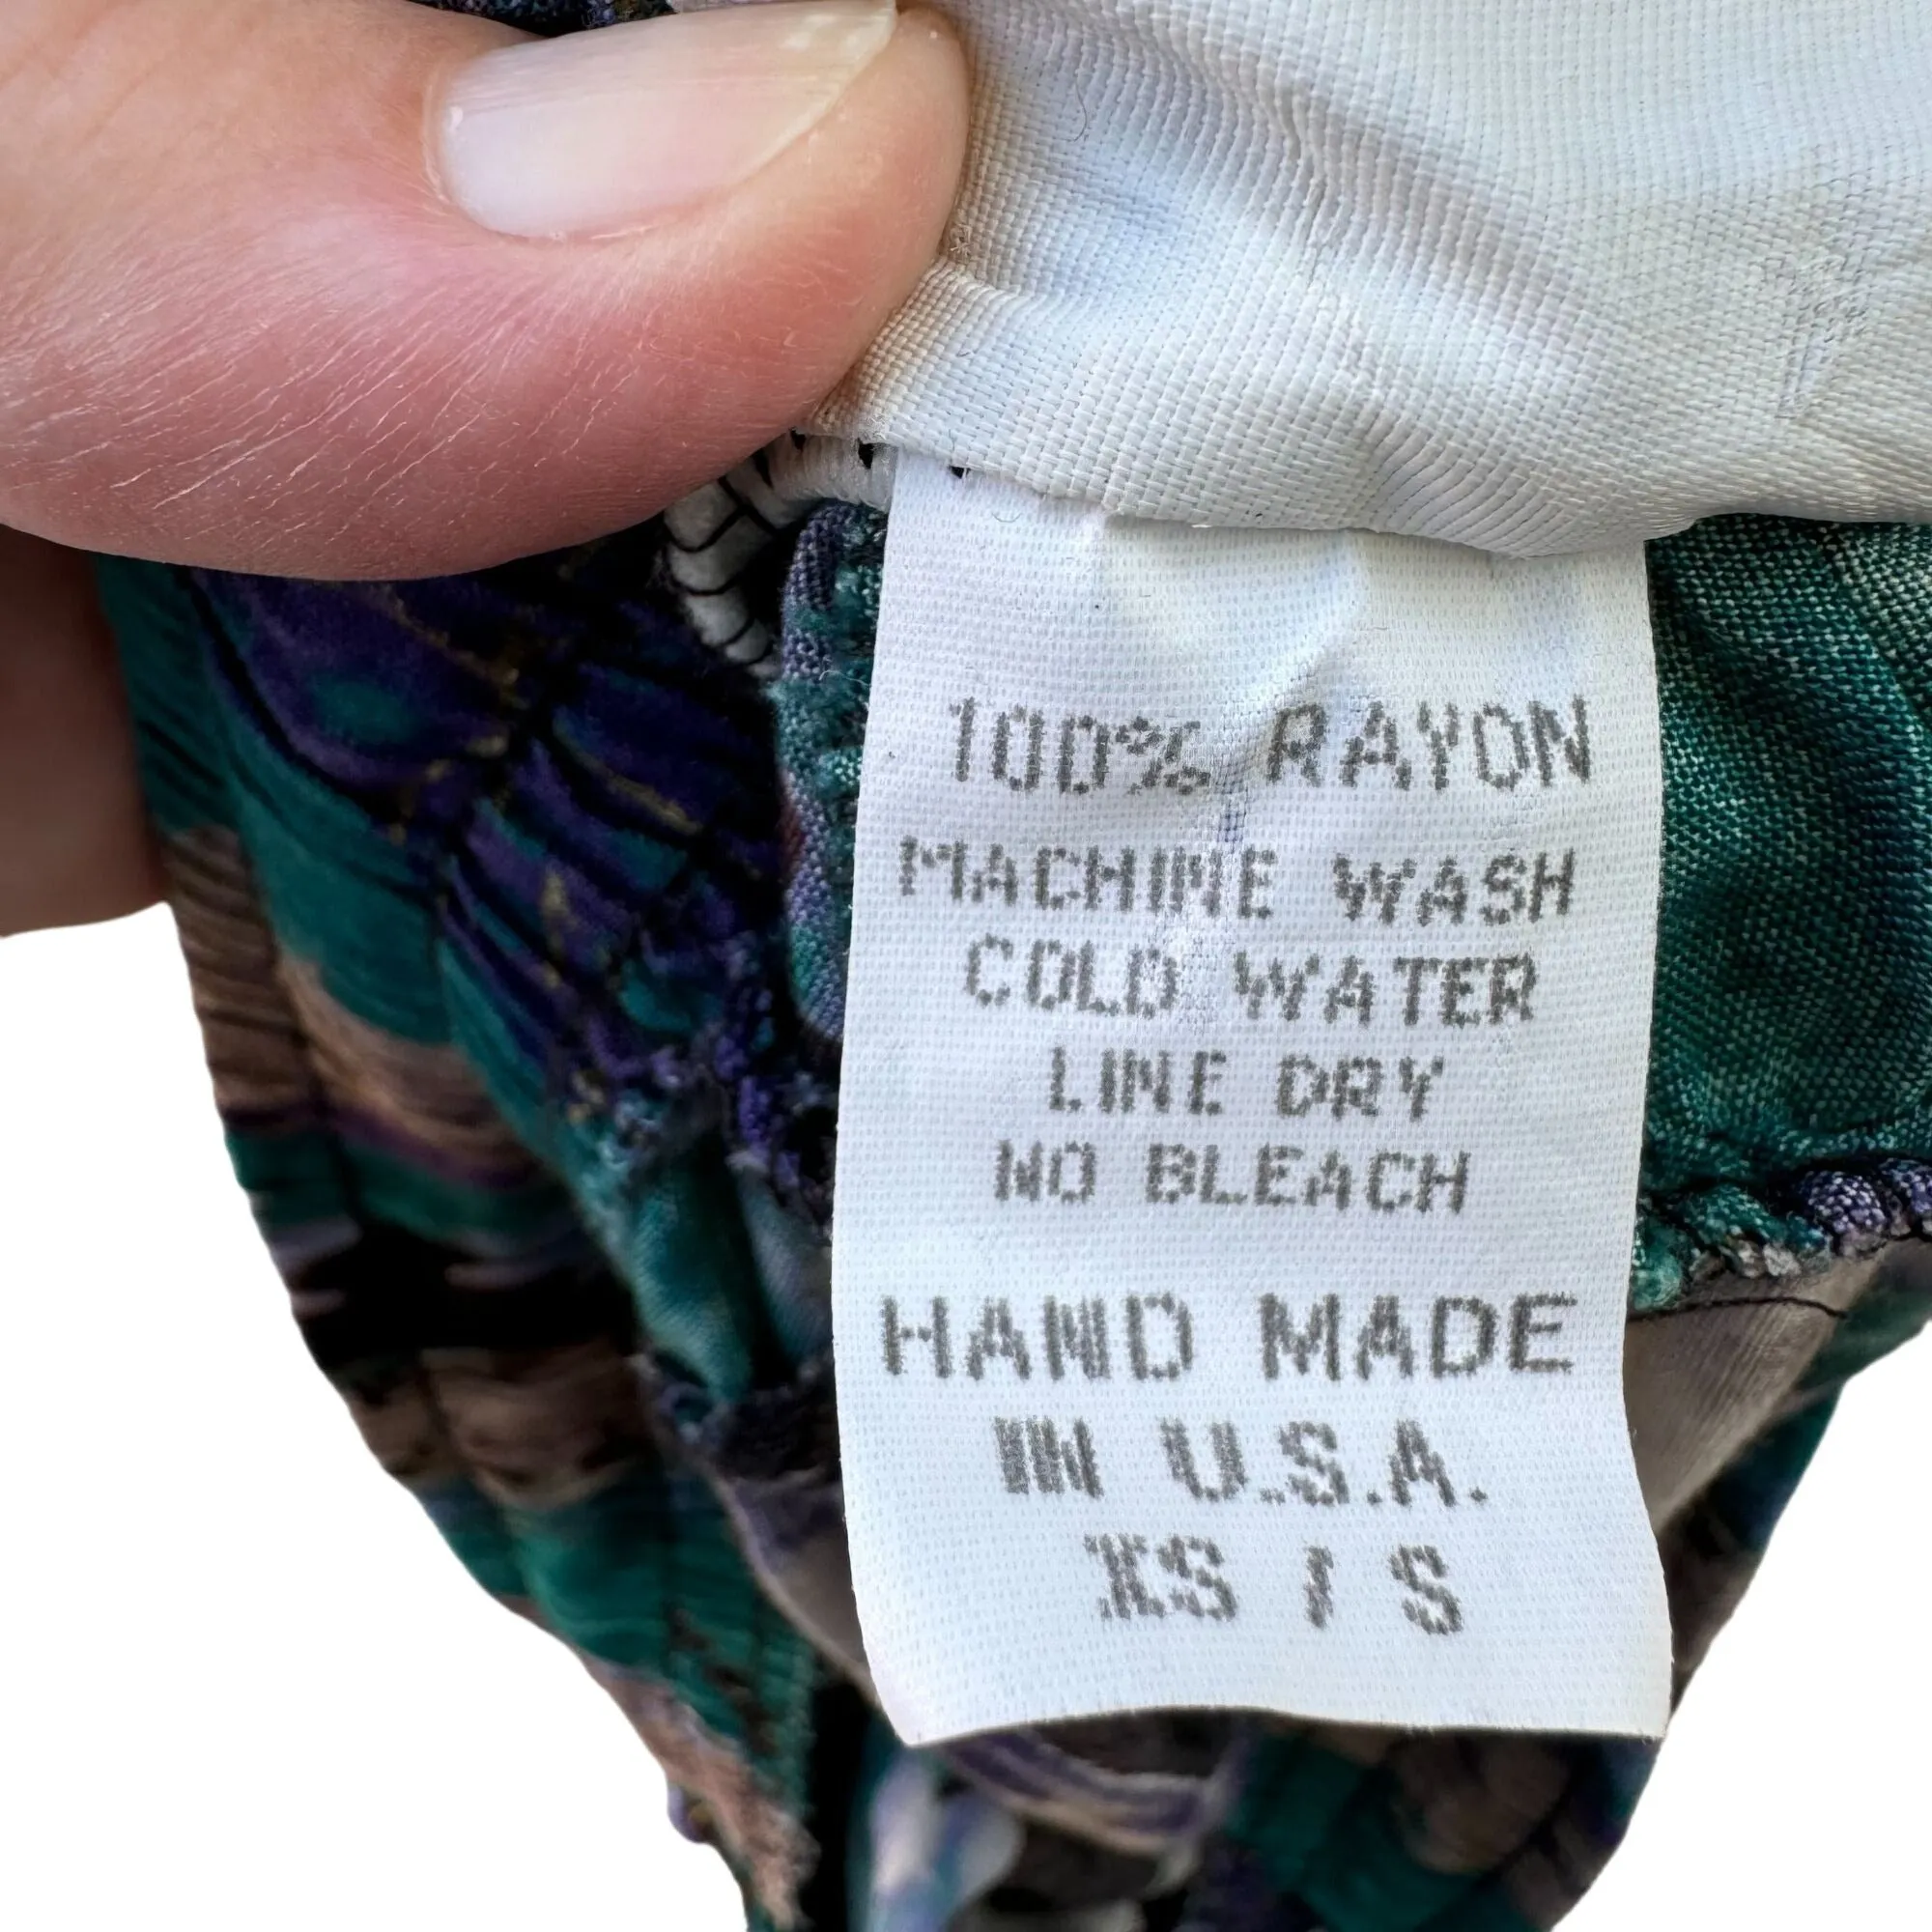 100% RAYON
MACHINE WASH
COLD WATER
LINE DRY
NO BLEACH
HAND MADE
IN U.S.A.
XS / S